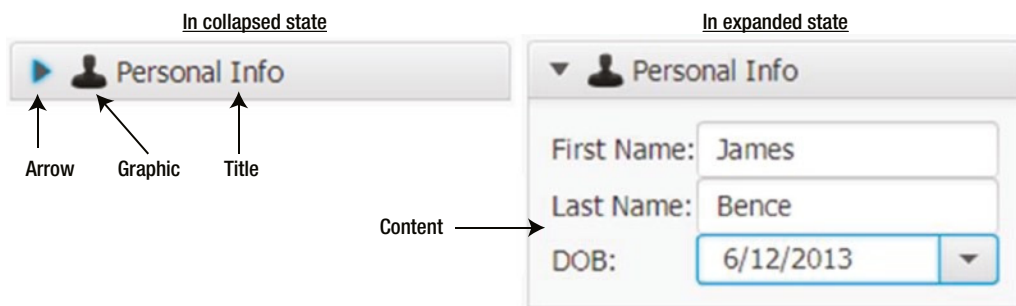 In collapsed state
Personal Info
Arrow
Graphic
Title
In expanded state
Personal Info
First Name: James
Last Name: Bence
DOB: 6/12/2013
Content